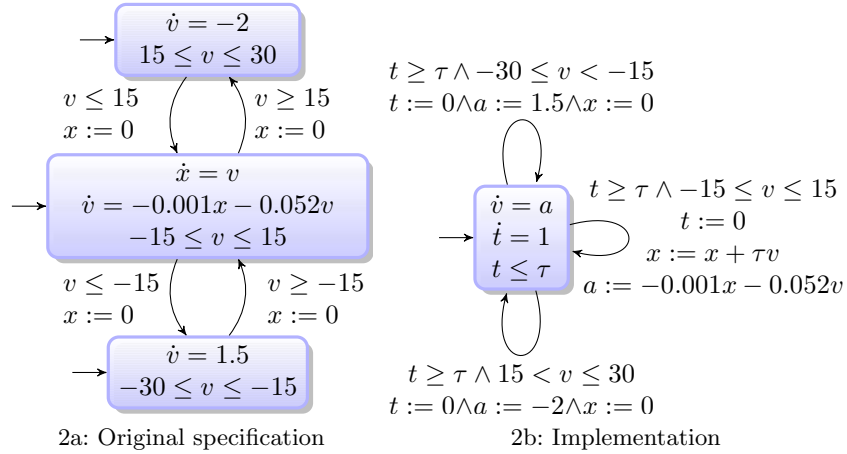 v̇ = −2
15 ≤ v ≤ 30
v ≤ 15
x := 0
v ≥ 15
x := 0
ẋ = v
v̇ = −0.001x − 0.052v
−15 ≤ v ≤ 15
v ≤ −15
x := 0
v ≥ −15
x := 0
v̇ = 1.5
−30 ≤ v ≤ −15
2a: Original specification
t ≥ τ ∧ −30 ≤ v < −15
t := 0∧a := 1.5∧x := 0
v̇ = a
ṫ = 1
t ≤ τ
t ≥ τ ∧ −15 ≤ v ≤ 15
t := 0
x := x + τv
a := −0.001x − 0.052v
t ≥ τ ∧ 15 < v ≤ 30
t := 0∧a := −2∧x := 0
2b: Implementation